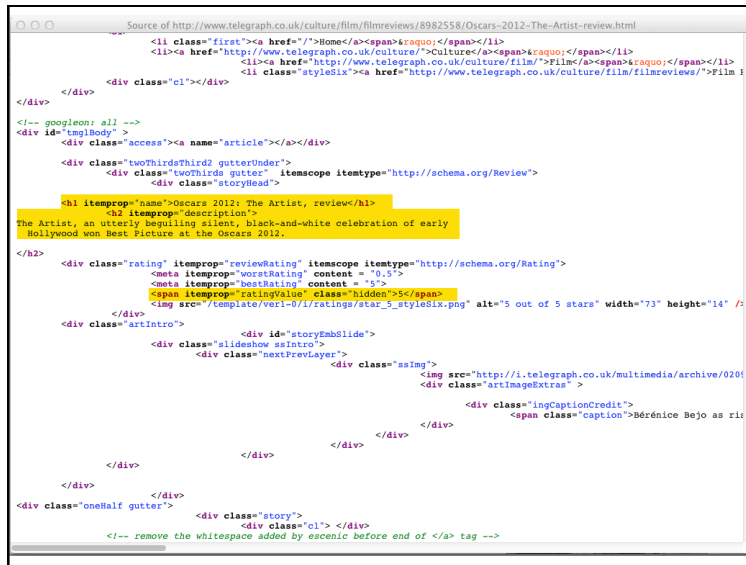 Source of http://www.telegraph.co.uk/culture/film/filmreviews/8982558/Oscars-2012-The-Artist-review.html
<li class="first"><a href="/">Home</a><span>&raquo;</span></li>
<li><a href="http://www.telegraph.co.uk/culture/">Culture</a><span>&raquo;</span></li>
<li><a href="http://www.telegraph.co.uk/culture/film/">Film</a><span>&raquo;</span></li>
<li class="styleSix"><a href="http://www.telegraph.co.uk/culture/film/filmreviews/">Film
<div class="cl"></div>
</div>
</div>
<!-- googleon: all -->
<div id="tmglBody" >
<div class="access"><a name="article"></a></div>
<div class="twoThirdsThird2 gutterUnder">
<div class="twoThirds gutter"  itemscope itemtype="http://schema.org/Review">
<div class="storyHead">
<h1 itemprop="name">Oscars 2012: The Artist, review</h1>
<h2 itemprop="description">
The Artist, an utterly beguiling silent, black-and-white celebration of early
Hollywood won Best Picture at the Oscars 2012.
</h2>
<div class="rating" itemprop="reviewRating" itemscope itemtype="http://schema.org/Rating">
<meta itemprop="worstRating" content = "0.5">
<meta itemprop="bestRating" content = "5">
<span itemprop="ratingValue" class="hidden">5</span>
<img src="/template/ver1-0/i/ratings/star_5_styleSix.png" alt="5 out of 5 stars" width="73" height="14" />
</div>
<div class="artIntro">
<div id="storyEmbSlide">
<div class="slideshow ssIntro">
<div class="nextPrevLayer">
<div class="ssImg">
<img src="http://i.telegraph.co.uk/multimedia/archive/0209
<div class="artImageExtras" >
<div class="ingCaptionCredit">
<span class="caption">Bérénice Bejo as
</div>
</div>
</div>
</div>
</div>
</div>
</div>
<div class="oneHalf gutter">
<div class="story">
<div class="cl"> </div>
<!-- remove the whitespace added by escenic before end of </a> tag -->